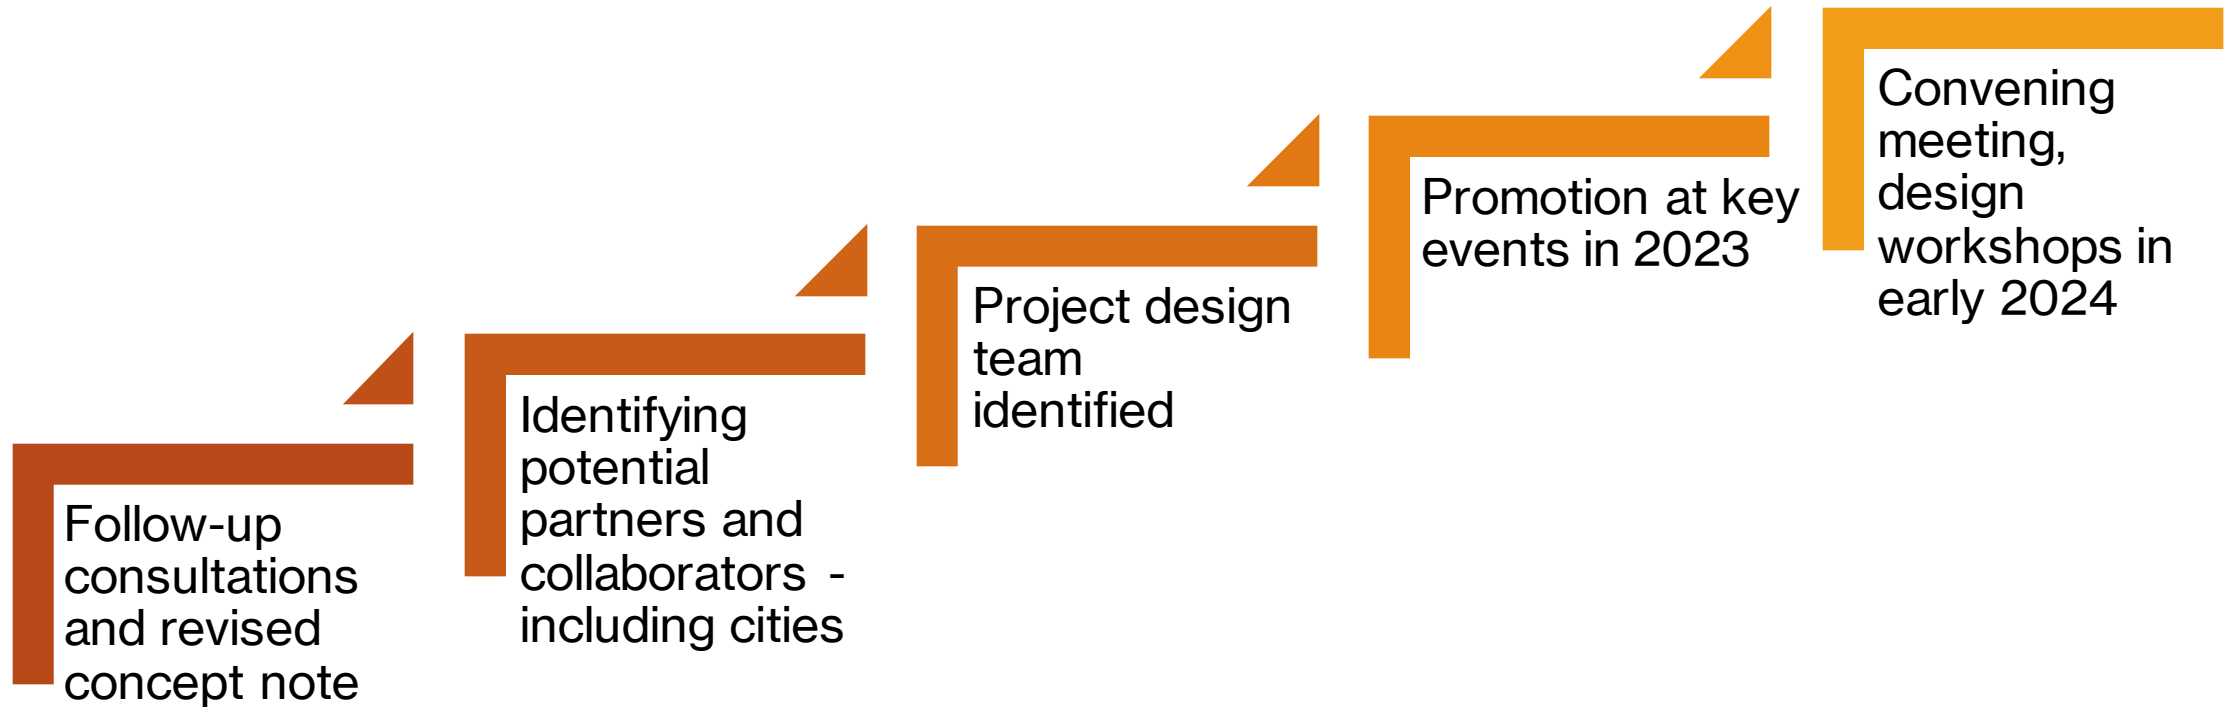 Follow-up
consultations
and revised
concept note
Identifying
potential
partners and
collaborators -
including cities
Project design
team
identified
Promotion at key
events in 2023
Convening
meeting,
design
workshops in
early 2024